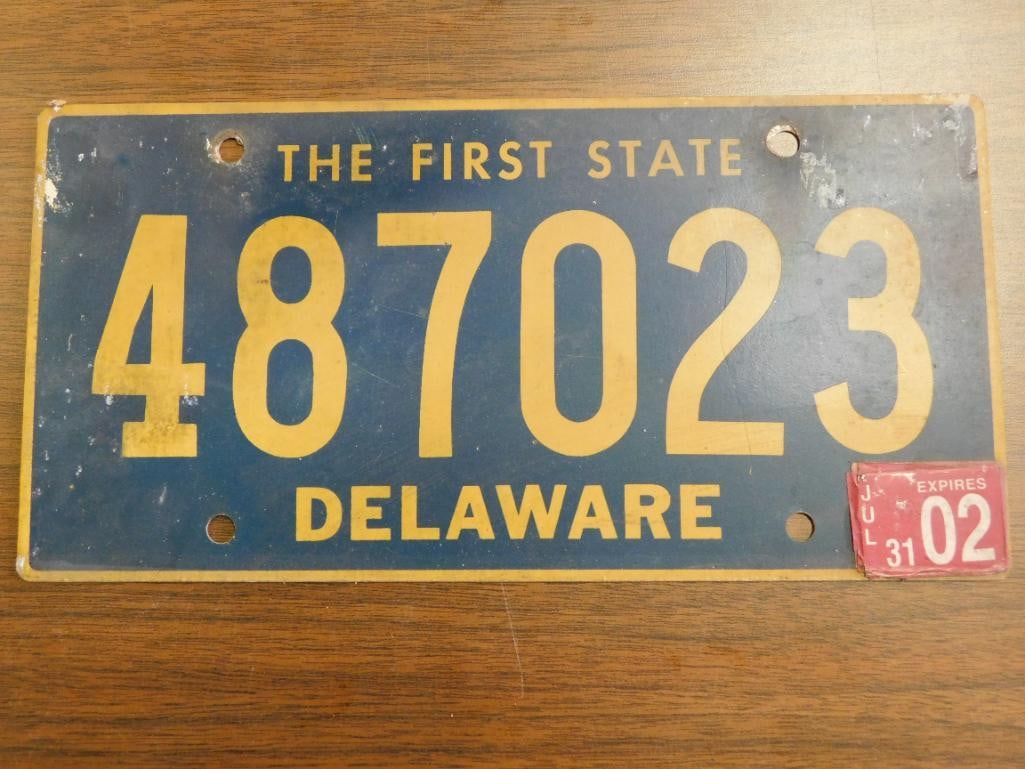 THE FIRST STATE
487023
DELAWARE
JUL
EXPIRES
31 02